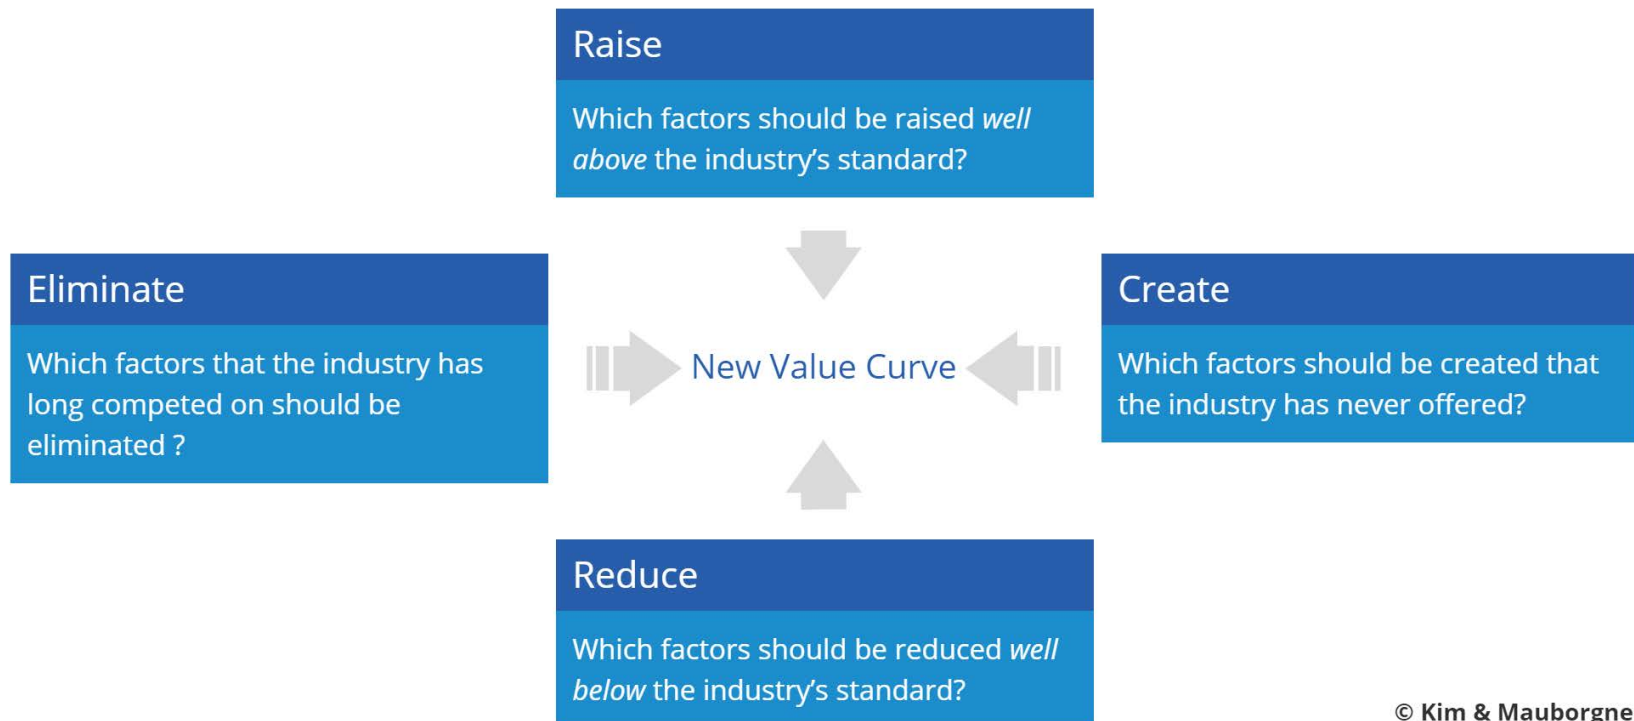 Raise
Which factors should be raised well
above the industry’s standard?
Eliminate
Which factors that the industry has
long competed on should be
eliminated ?
New Value Curve
Create
Which factors should be created that
the industry has never offered?
Reduce
Which factors should be reduced well
below the industry’s standard?
© Kim & Mauborgne